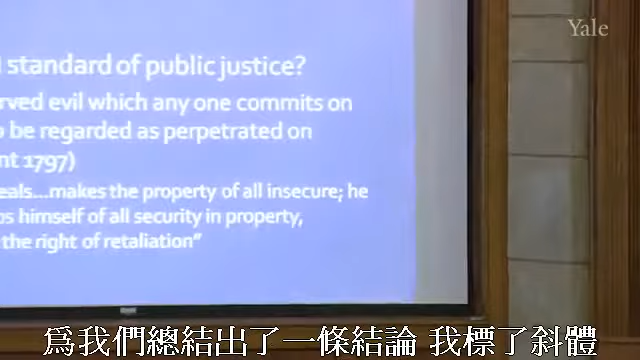 Yale
standard of public justice?
rved evil which any one commits on
be regarded as perpetrated on
nt 1797)
eals....makes the property of all insecure; he
bs himself of all security in property,
the right of retaliation”
爲我們總結出了一條結論 我標了斜體